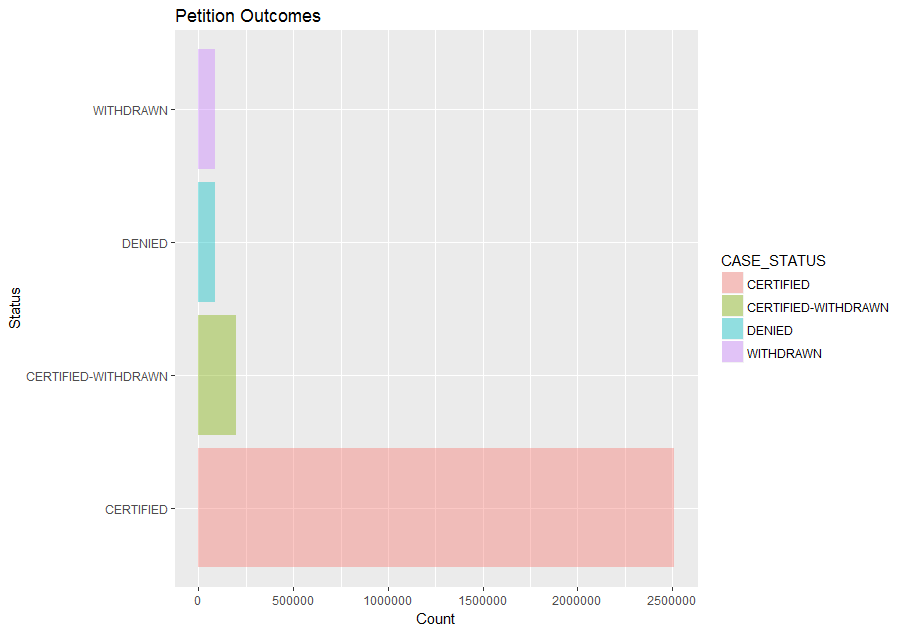 Petition Outcomes
Status
WITHDRAWN
DENIED
CERTIFIED-WITHDRAWN
CERTIFIED
0 500000 1000000 1500000 2000000 2500000
Count
CASE_STATUS
CERTIFIED
CERTIFIED-WITHDRAWN
DENIED
WITHDRAWN